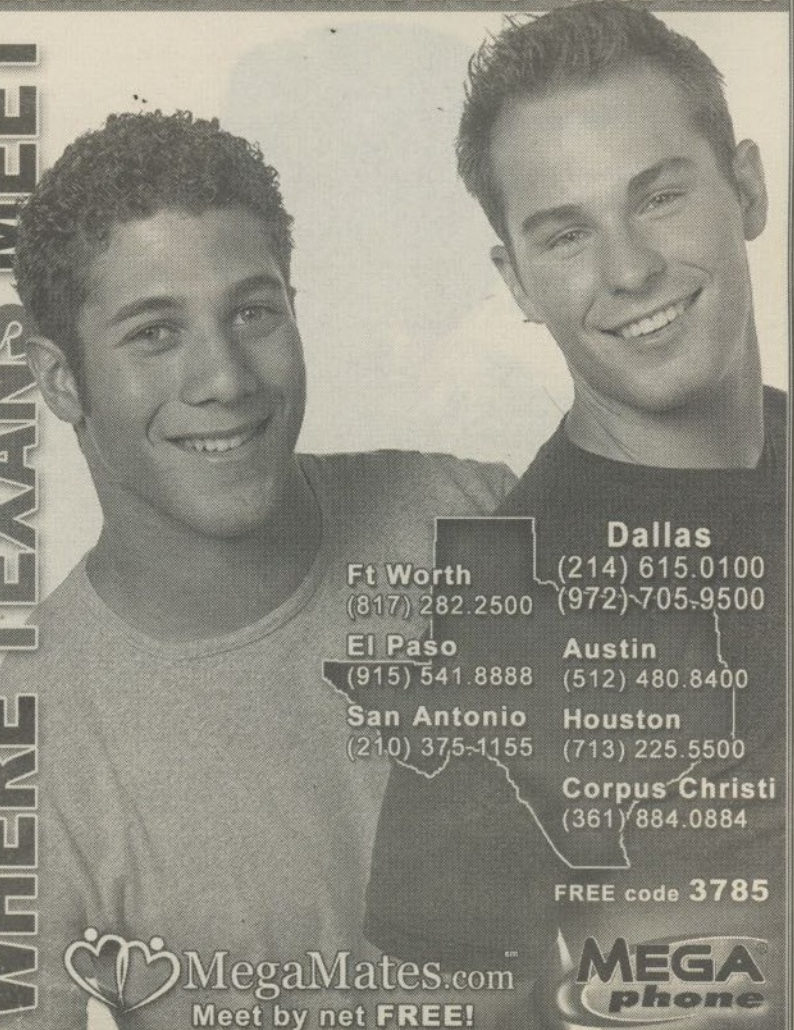 WHERE TEXANS MEET
Ft Worth
(817) 282.2500
El Paso
(915) 541.8888
San Antonio
(210) 375-1155
Dallas
(214) 615.0100
(972) 705-9500
Austin
(512) 480.8400
Houston
(713) 225.5500
Corpus Christi
(361) 884.0884
FREE code 3785
MegaMates.com℠
Meet by net FREE!
MEGA®
phone